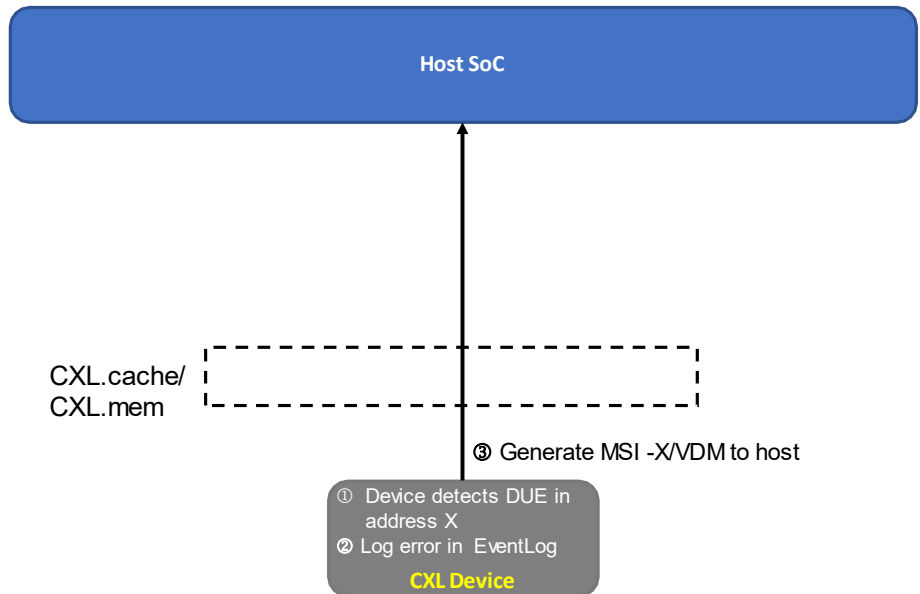 Host SoC
CXL.cache/
CXL.mem
③ Generate MSI -X/VDM to host
① Device detects DUE in
address X
② Log error in EventLog
CXL Device